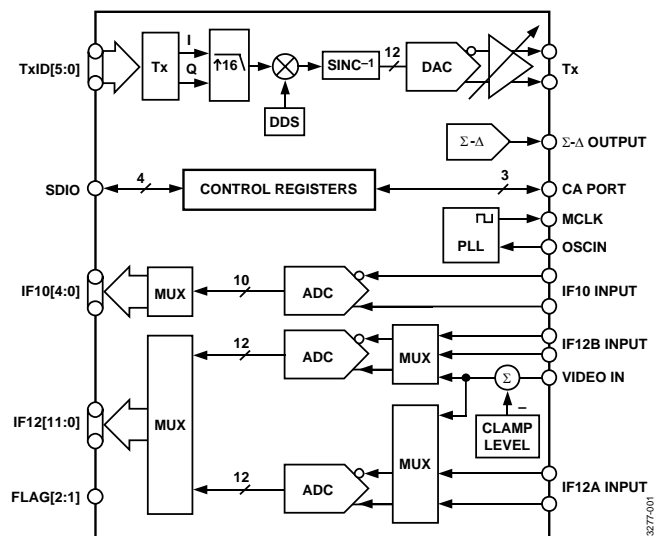 TxID[5:0]
Tx
I
Q
↑16
DDS
SINC–1
12
DAC
Tx
Σ-Δ
Σ-Δ OUTPUT
SDIO
4
CONTROL REGISTERS
3
CA PORT
MCLK
PLL
OSCIN
IF10[4:0]
MUX
10
ADC
IF10 INPUT
12
ADC
MUX
IF12B INPUT
Σ
VIDEO IN
–
CLAMP
LEVEL
IF12[11:0]
MUX
MUX
12
ADC
IF12A INPUT
FLAG[2:1]
3277-001